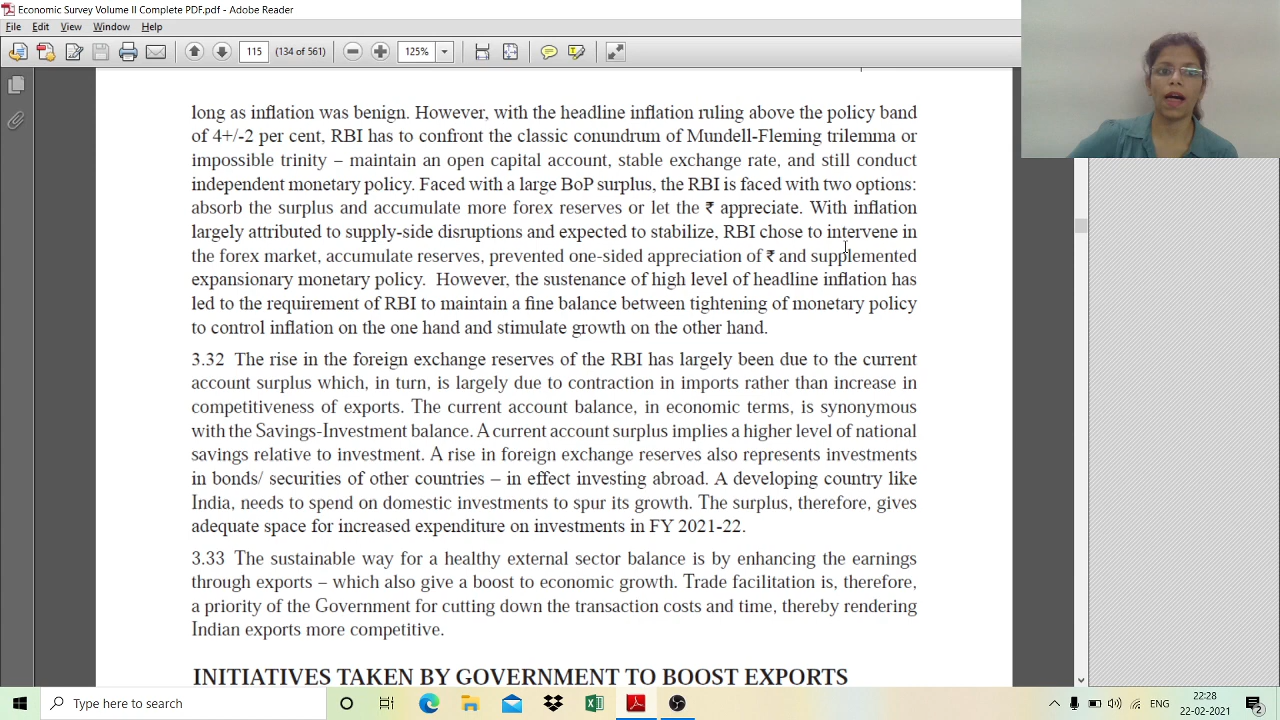 Economic Survey Volume II Complete PDF.pdf - Adobe Reader
File Edit View Window Help
115 (134 of 561) 125%
long as inflation was benign. However, with the headline inflation ruling above the policy band
of 4+/-2 per cent, RBI has to confront the classic conundrum of Mundell-Fleming trilemma or
impossible trinity – maintain an open capital account, stable exchange rate, and still conduct
independent monetary policy. Faced with a large BoP surplus, the RBI is faced with two options:
absorb the surplus and accumulate more forex reserves or let the ₹ appreciate. With inflation
largely attributed to supply-side disruptions and expected to stabilize, RBI chose to intervene in
the forex market, accumulate reserves, prevented one-sided appreciation of ₹ and supplemented
expansionary monetary policy. However, the sustenance of high level of headline inflation has
led to the requirement of RBI to maintain a fine balance between tightening of monetary policy
to control inflation on the one hand and stimulate growth on the other hand.
3.32 The rise in the foreign exchange reserves of the RBI has largely been due to the current
account surplus which, in turn, is largely due to contraction in imports rather than increase in
competitiveness of exports. The current account balance, in economic terms, is synonymous
with the Savings-Investment balance. A current account surplus implies a higher level of national
savings relative to investment. A rise in foreign exchange reserves also represents investments
in bonds/ securities of other countries – in effect investing abroad. A developing country like
India, needs to spend on domestic investments to spur its growth. The surplus, therefore, gives
adequate space for increased expenditure on investments in FY 2021-22.
3.33 The sustainable way for a healthy external sector balance is by enhancing the earnings
through exports – which also give a boost to economic growth. Trade facilitation is, therefore,
a priority of the Government for cutting down the transaction costs and time, thereby rendering
Indian exports more competitive.
INITIATIVES TAKEN BY GOVERNMENT TO BOOST EXPORTS
Type here to search
ENG
22:28
22-02-2021
2